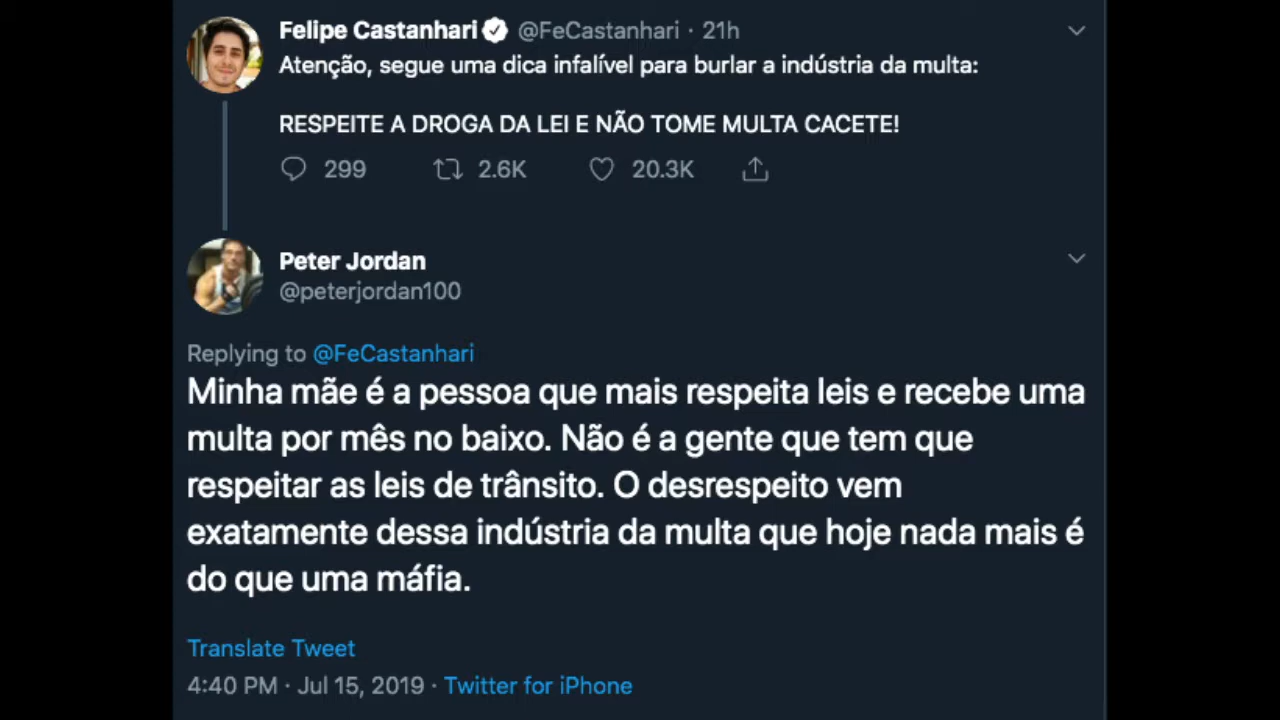 Felipe Castanhari @FeCastanhari · 21h
Atenção, segue uma dica infalível para burlar a indústria da multa:
RESPEITE A DROGA DA LEI E NÃO TOME MULTA CACETE!
299 2.6K 20.3K
Peter Jordan
@peterjordan100
Replying to @FeCastanhari
Minha mãe é a pessoa que mais respeita leis e recebe uma
multa por mês no baixo. Não é a gente que tem que
respeitar as leis de trânsito. O desrespeito vem
exatamente dessa indústria da multa que hoje nada mais é
do que uma máfia.
Translate Tweet
4:40 PM · Jul 15, 2019 · Twitter for iPhone